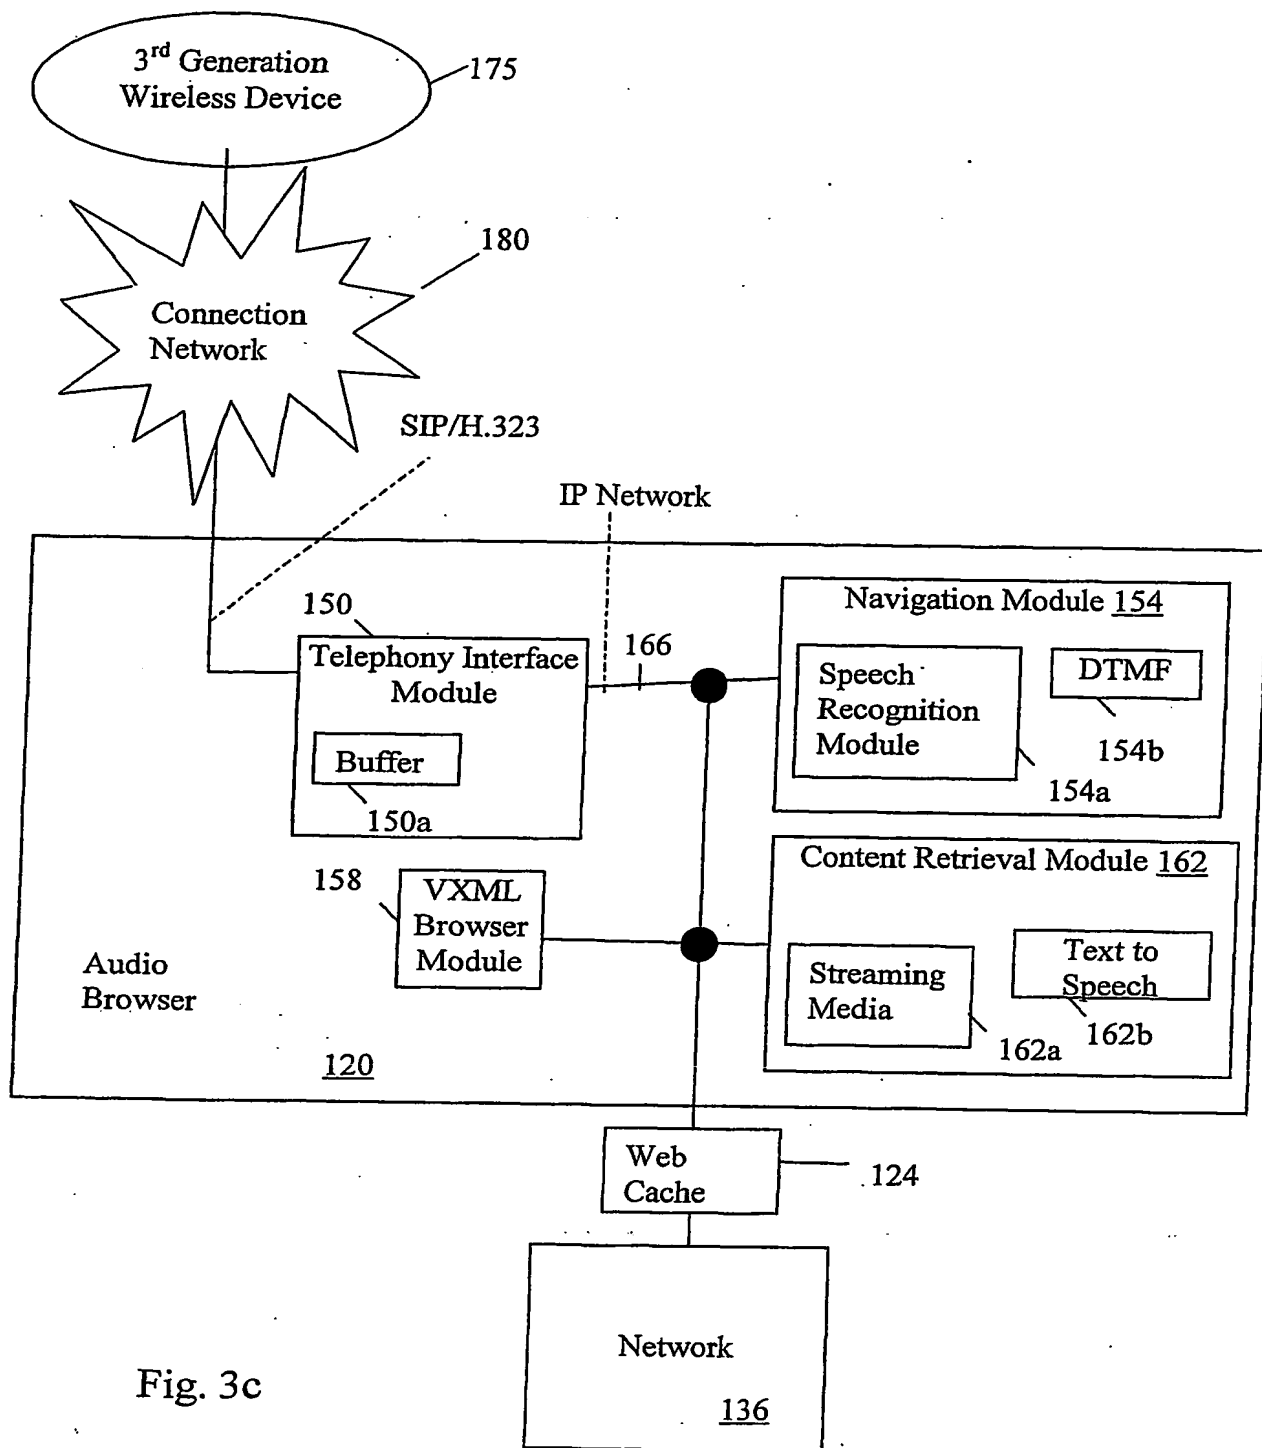 3rd Generation
Wireless Device
175
180
Connection
Network
SIP/H.323
IP Network
150
Telephony Interface
Module
166
Buffer
150a
Navigation Module 154
Speech
Recognition
Module
DTMF
154b
154a
158
VXML
Browser
Module
Content Retrieval Module 162
Streaming
Media
Text to
Speech
162a
162b
Audio
Browser
120
Web
Cache
124
Network
136
Fig. 3c